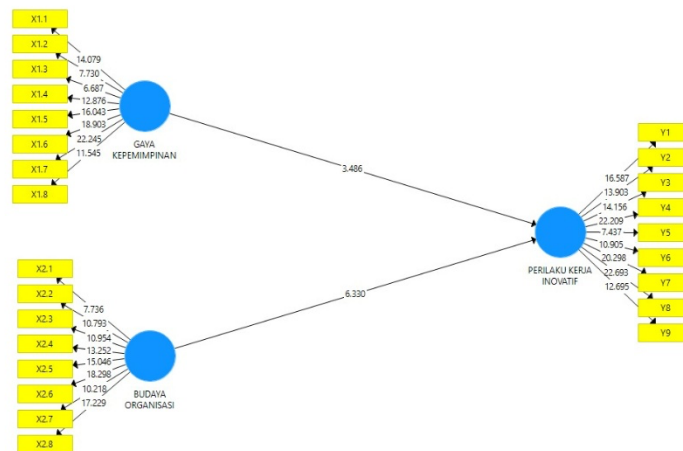 X1.1
X1.2
X1.3
X1.4
X1.5
X1.6
X1.7
X1.8
14.079
7.730
6.687
12.876
16.043
18.903
22.245
11.545
GAYA
KEPEMIMPINAN
3.486
X2.1
X2.2
X2.3
X2.4
X2.5
X2.6
X2.7
X2.8
7.736
10.793
10.954
13.252
15.046
18.298
10.218
17.229
BUDAYA
ORGANISASI
6.330
PERILAKU KERJA
INOVATIF
16.587
13.903
14.156
22.209
7.437
10.905
20.298
22.693
12.695
Y1
Y2
Y3
Y4
Y5
Y6
Y7
Y8
Y9